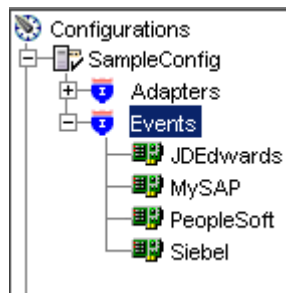 Configurations
SampleConfig
Adapters
Events
JDEdwards
MySAP
PeopleSoft
Siebel